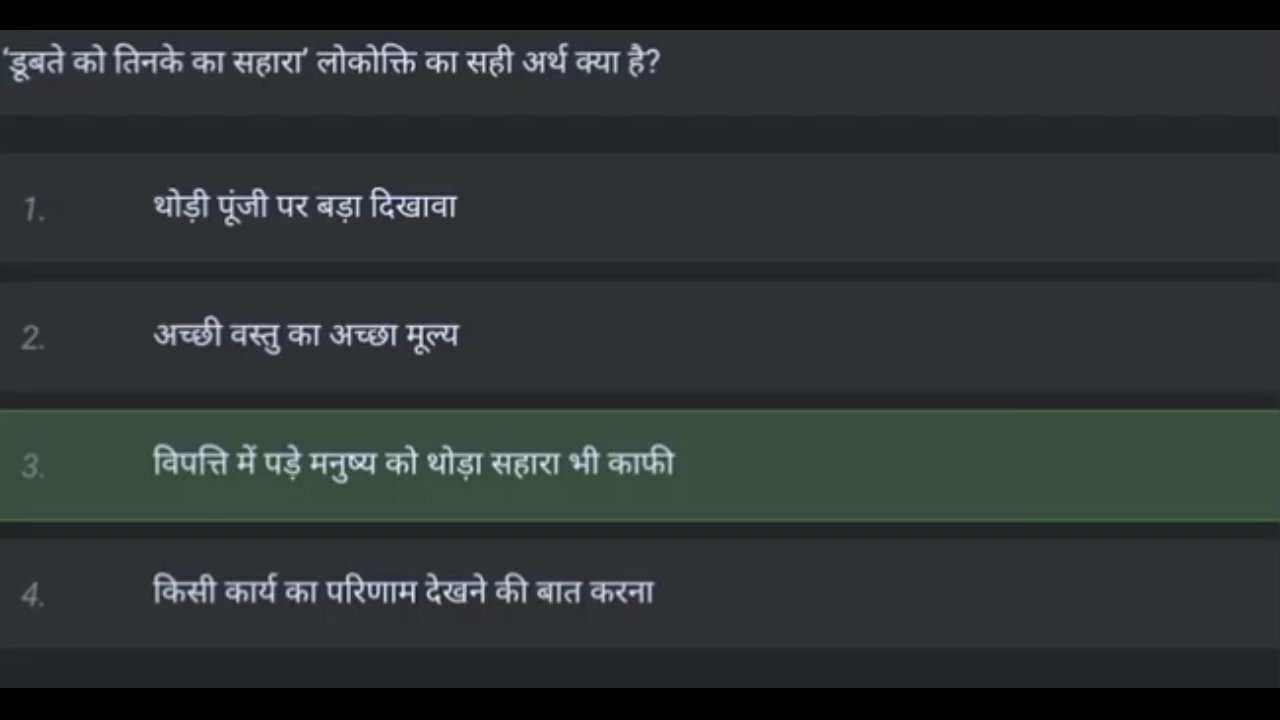 ‘डूबते को तिनके का सहारा’ लोकोक्ति का सही अर्थ क्या है?
1. थोड़ी पूंजी पर बड़ा दिखावा
2. अच्छी वस्तु का अच्छा मूल्य
3. विपत्ति में पड़े मनुष्य को थोड़ा सहारा भी काफी
4. किसी कार्य का परिणाम देखने की बात करना